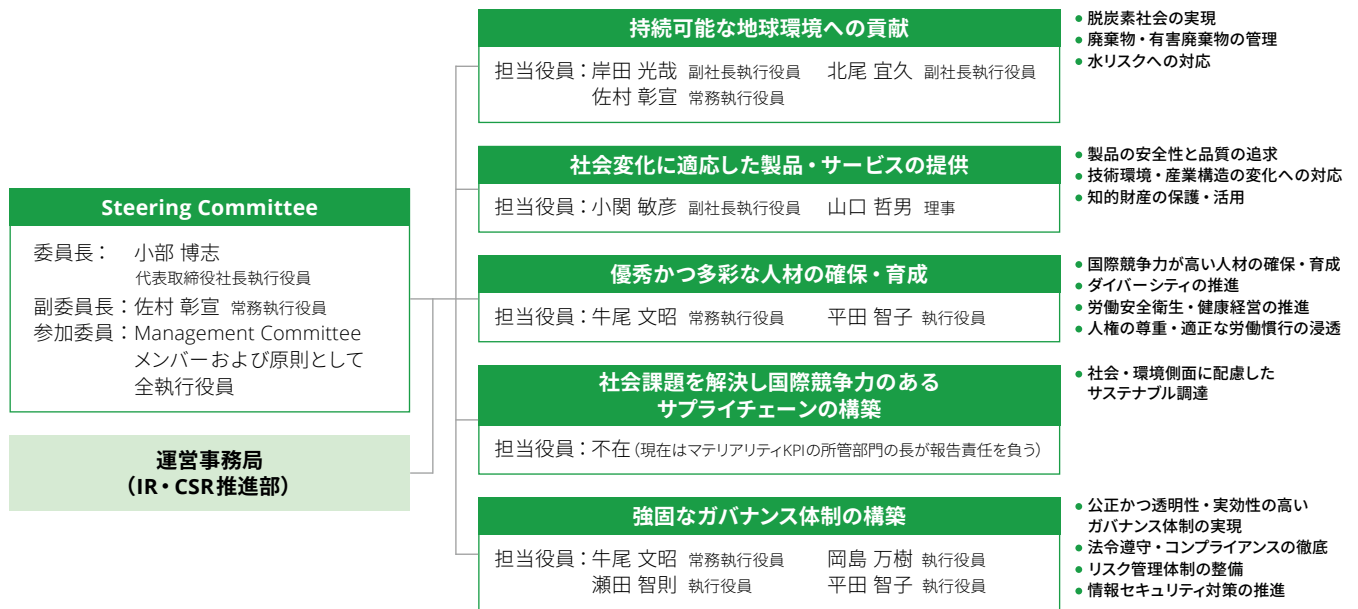 Steering Committee
委員長： 小部 博志
代表取締役社長執行役員
副委員長：佐村 彰宣 常務執行役員
参加委員：Management Committee
メンバーおよび原則として
全執行役員
運営事務局
（IR・CSR推進部）
持続可能な地球環境への貢献
担当役員：岸田 光哉 副社長執行役員 北尾 宜久 副社長執行役員
佐村 彰宣 常務執行役員
● 脱炭素社会の実現
● 廃棄物・有害廃棄物の管理
● 水リスクへの対応
社会変化に適応した製品・サービスの提供
担当役員：小関 敏彦 副社長執行役員 山口 哲男 理事
● 製品の安全性と品質の追求
● 技術環境・産業構造の変化への対応
● 知的財産の保護・活用
優秀かつ多彩な人材の確保・育成
担当役員：牛尾 文昭 常務執行役員 平田 智子 執行役員
● 国際競争力が高い人材の確保・育成
● ダイバーシティの推進
● 労働安全衛生・健康経営の推進
● 人権の尊重・適正な労働慣行の浸透
社会課題を解決し国際競争力のある
サプライチェーンの構築
担当役員：不在（現在はマテリアリティKPIの所管部門の長が報告責任を負う）
● 社会・環境側面に配慮した
サステナブル調達
強固なガバナンス体制の構築
担当役員：牛尾 文昭 常務執行役員 岡島 万樹 執行役員
瀬田 智則 執行役員 平田 智子 執行役員
● 公正かつ透明性・実効性の高い
ガバナンス体制の実現
● 法令遵守・コンプライアンスの徹底
● リスク管理体制の整備
● 情報セキュリティ対策の推進